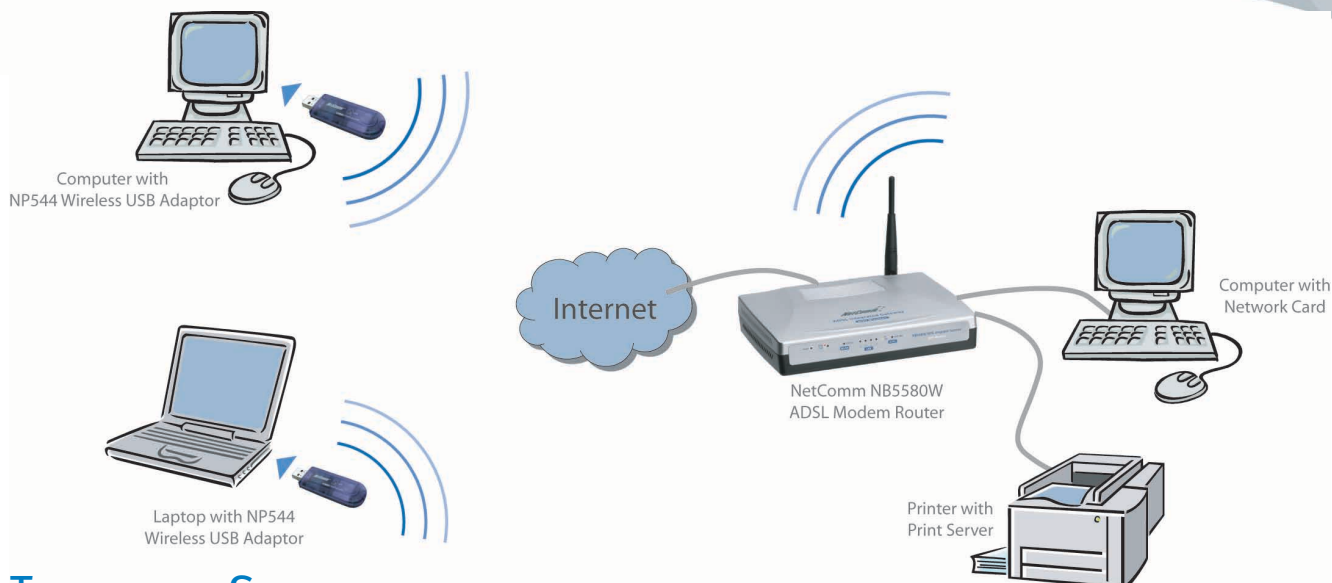 Computer with
NP544 Wireless USB Adaptor
Internet
Computer with
Network Card
NetComm NB5580W
ADSL Modem Router
Laptop with NP544
Wireless USB Adaptor
Printer with
Print Server